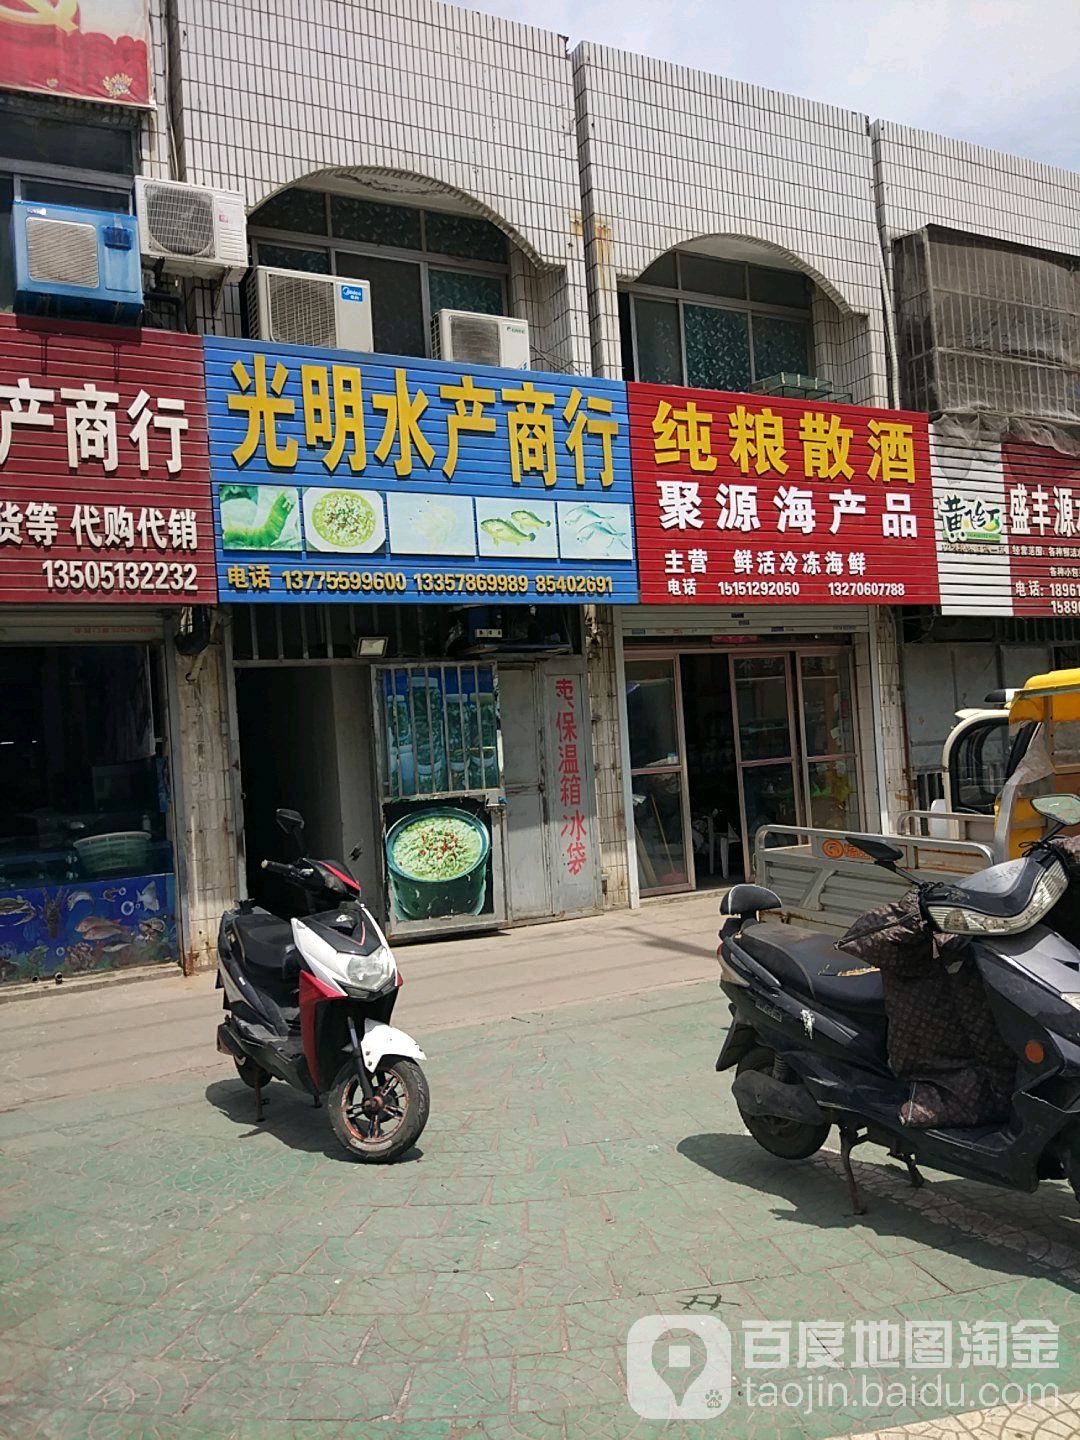 产商行
货等 代购代销
13505132232
光明水产商行
电话 13775599600 13357869989 85402691
纯粮散酒
聚源海产品
主营 鲜活冷冻海鲜
电话 15151292050 13270607788
黄
盛丰源
Midea
卖、保温箱 冰袋
百度地图淘金
taojin.baidu.com